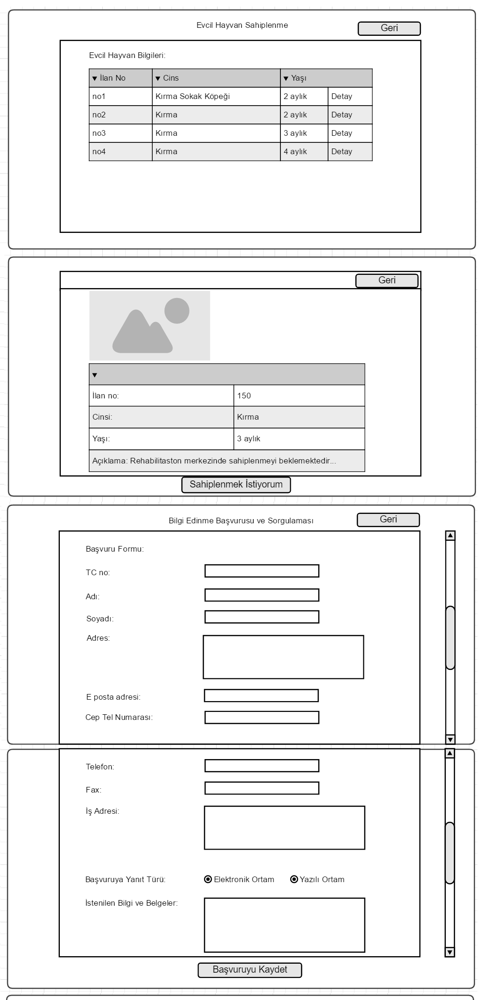 Evcil Hayvan Sahiplenme
Geri
Evcil Hayvan Bilgileri:
İlan No Cins Yaşı
no1 Kırma Sokak Köpeği 2 aylık Detay
no2 Kırma 2 aylık Detay
no3 Kırma 3 aylık Detay
no4 Kırma 4 aylık Detay
Geri
İlan no: 150
Cinsi: Kırma
Yaşı: 3 aylık
Açıklama: Rehabilitaston merkezinde sahiplenmeyi beklemektedir...
Sahiplenmek İstiyorum
Bilgi Edinme Başvurusu ve Sorgulaması
Geri
Başvuru Formu:
TC no:
Adı:
Soyadı:
Adres:
E posta adresi:
Cep Tel Numarası:
Telefon:
Fax:
İş Adresi:
Başvuruya Yanıt Türü: Elektronik Ortam Yazılı Ortam
İstenilen Bilgi ve Belgeler:
Başvuruyu Kaydet